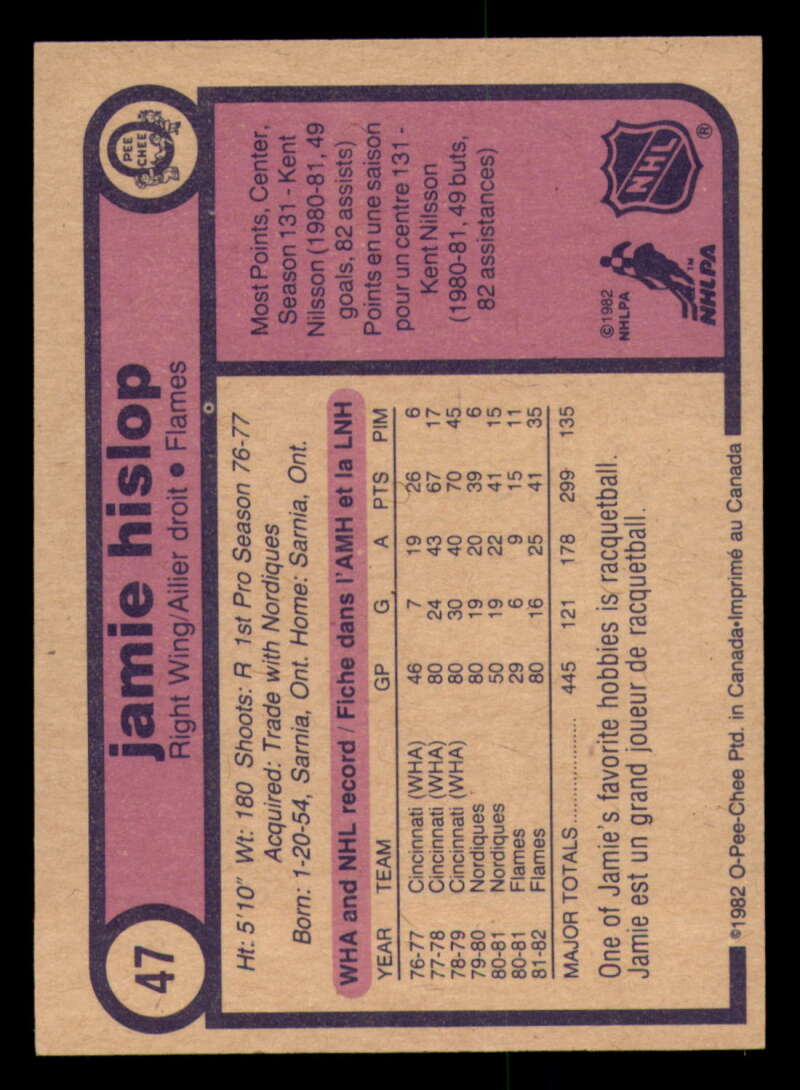 47
jamie hislop
Right Wing/Ailier droit • Flames
O PEE CHEE
Ht: 5'10" Wt: 180 Shoots: R 1st Pro Season 76-77
Acquired: Trade with Nordiques
Born: 1-20-54, Sarnia, Ont. Home: Sarnia, Ont.
WHA and NHL record / Fiche dans l'AMH et la LNH
YEAR TEAM GP G A PTS PIM
76-77 Cincinnati (WHA) 46 7 19 26 6
77-78 Cincinnati (WHA) 80 24 43 67 17
78-79 Cincinnati (WHA) 80 30 40 70 45
79-80 Nordiques 80 19 20 39 6
80-81 Nordiques 50 19 22 41 15
80-81 Flames 29 6 9 15 11
81-82 Flames 80 16 25 41 35
MAJOR TOTALS.................... 445 121 178 299 135
One of Jamie's favorite hobbies is racquetball.
Jamie est un grand joueur de racquetball.
Most Points, Center,
Season 131 - Kent
Nilsson (1980-81, 49
goals, 82 assists)
Points en une saison
pour un centre 131 -
Kent Nilsson
(1980-81, 49 buts,
82 assistances)
©1982
NHLPA
NHLPA™
NHL®
©1982 O-Pee-Chee Ptd. in Canada•Imprimé au Canada